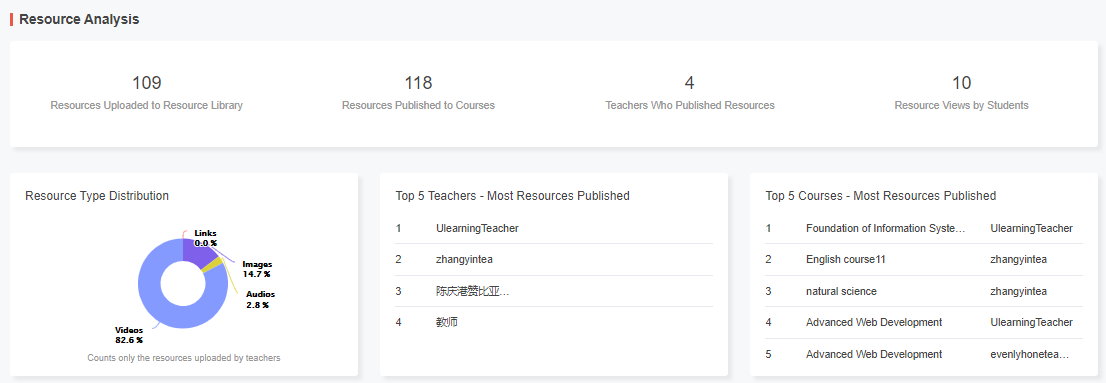 Resource Analysis
109
Resources Uploaded to Resource Library
118
Resources Published to Courses
4
Teachers Who Published Resources
10
Resource Views by Students
Resource Type Distribution
Links
0.0 %
Images
14.7 %
Audios
2.8 %
Videos
82.6 %
Counts only the resources uploaded by teachers
Top 5 Teachers - Most Resources Published
1 UlearningTeacher
2 zhangyintea
3 陈庆港赞比亚…
4 教师
Top 5 Courses - Most Resources Published
1 Foundation of Information Syste… UlearningTeacher
2 English course11 zhangyintea
3 natural science zhangyintea
4 Advanced Web Development UlearningTeacher
5 Advanced Web Development evenlyhonetea…